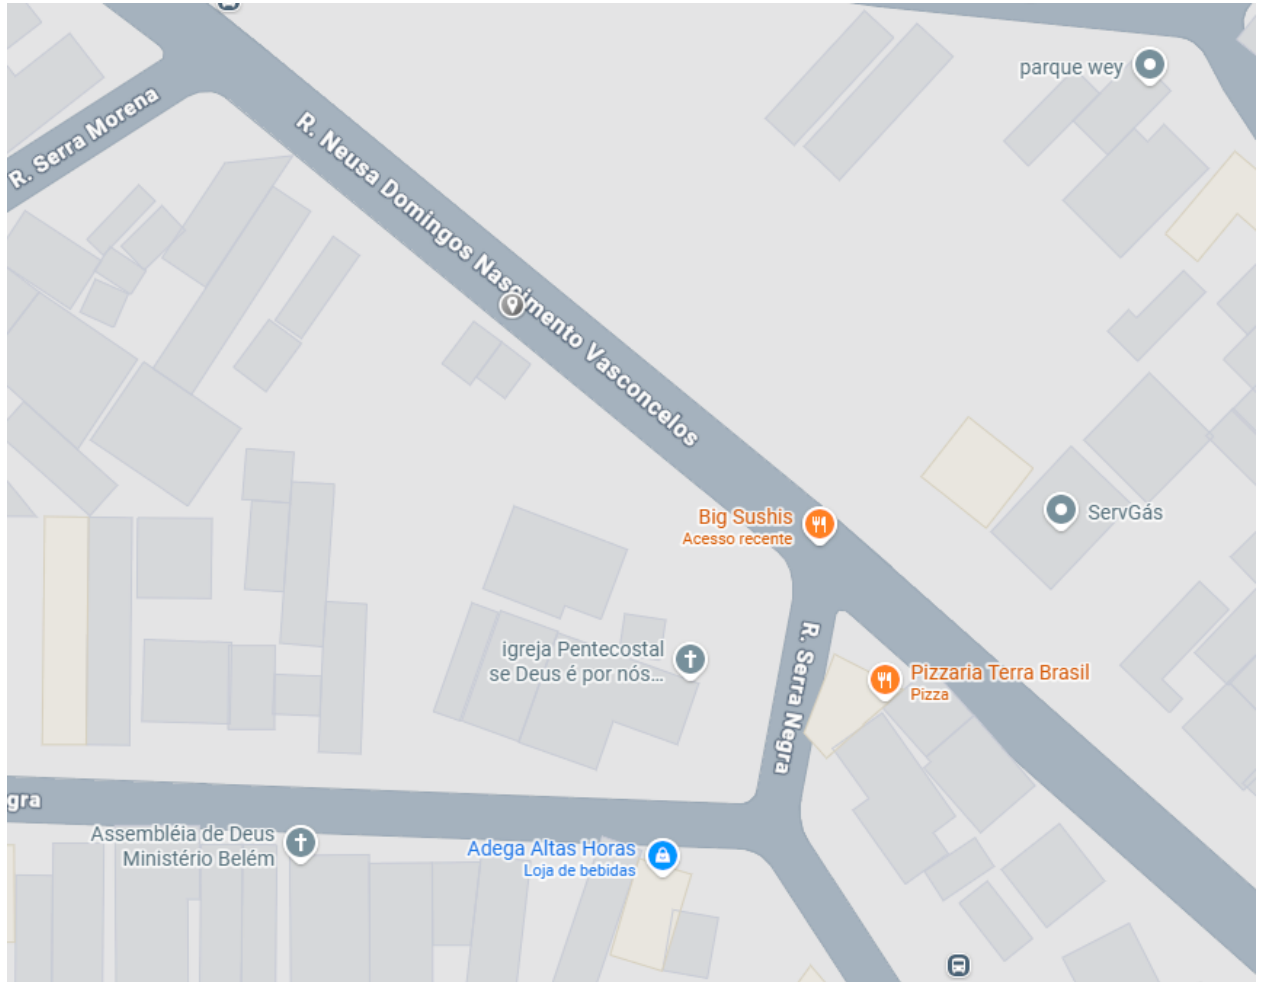 parque wey
R. Serra Morena
R. Neusa Domingos Nascimento Vasconcelos
Big Sushis
Acesso recente
ServGás
igreja Pentecostal
se Deus é por nós...
R. Serra Negra
Pizzaria Terra Brasil
Pizza
gra
Assembléia de Deus
Ministério Belém
Adega Altas Horas
Loja de bebidas